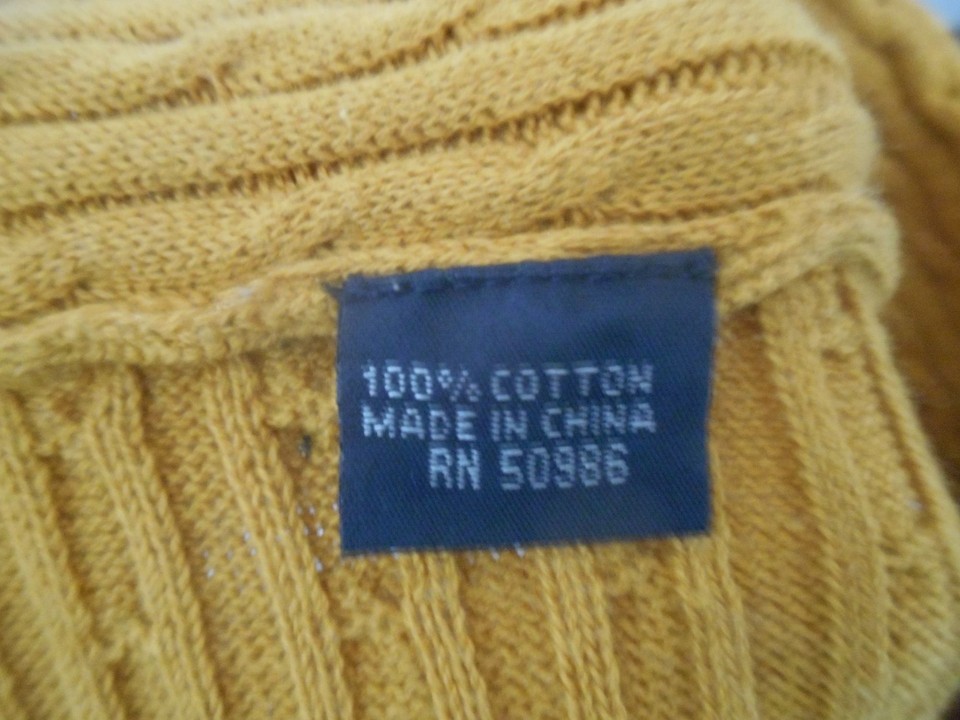 100% COTTON
MADE IN CHINA
RN 50986